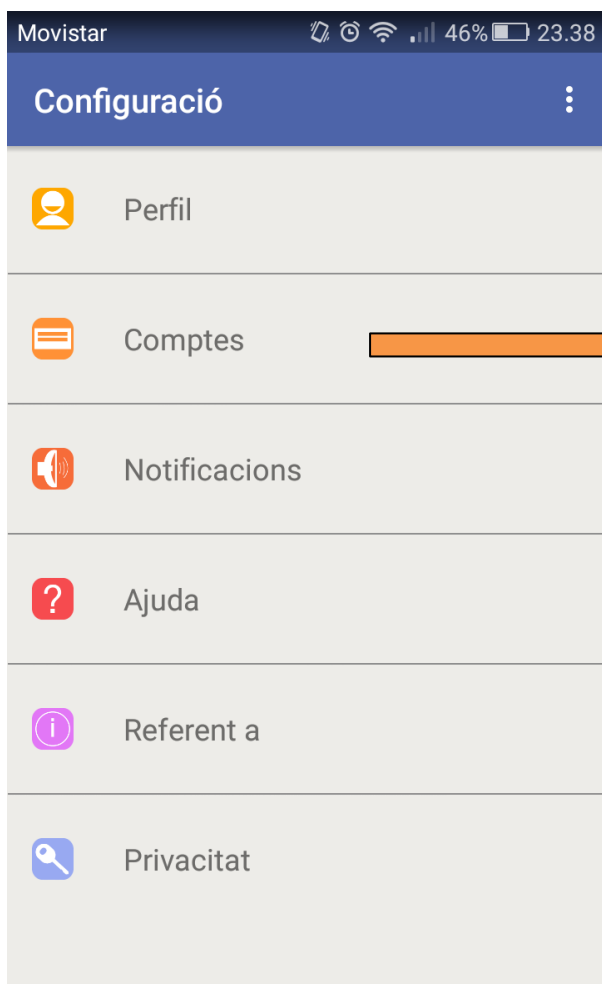 Movistar 46% 23.38
Configuració
Perfil
Comptes
Notificacions
? Ajuda
i Referent a
Privacitat